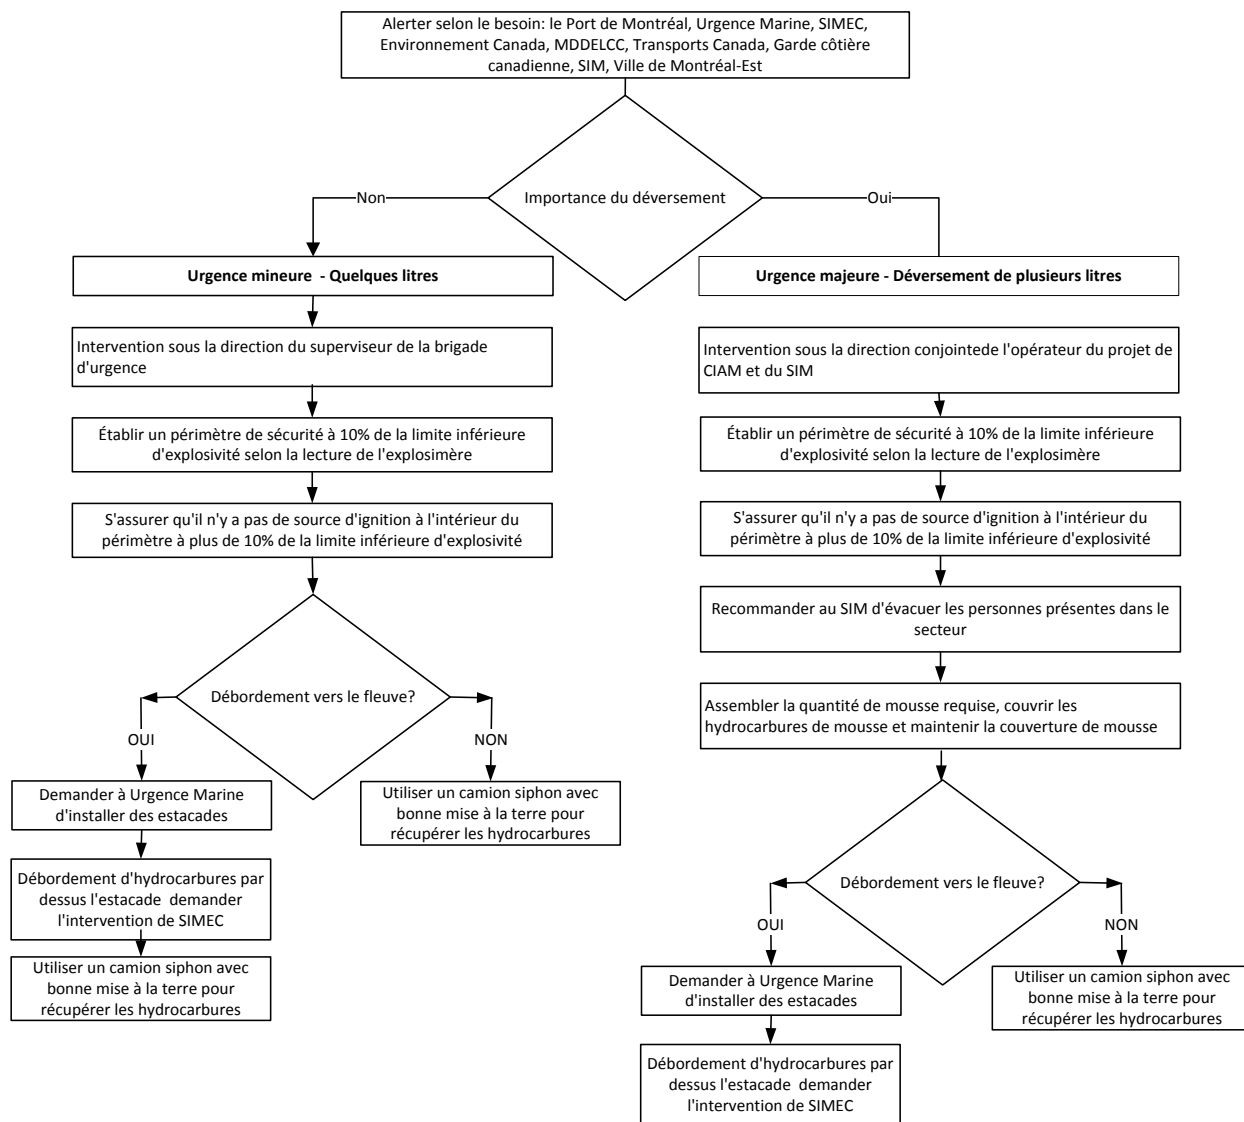 Alerter selon le besoin: le Port de Montréal, Urgence Marine, SIMEC,
Environnement Canada, MDDELCC, Transports Canada, Garde côtière
canadienne, SIM, Ville de Montréal-Est
Importance du déversement
Non
Oui
Urgence mineure - Quelques litres
Intervention sous la direction du superviseur de la brigade
d'urgence
Établir un périmètre de sécurité à 10% de la limite inférieure
d'explosivité selon la lecture de l'explosimère
S'assurer qu'il n'y a pas de source d'ignition à l'intérieur du
périmètre à plus de 10% de la limite inférieure d'explosivité
Débordement vers le fleuve?
OUI
NON
Demander à Urgence Marine
d'installer des estacades
Débordement d'hydrocarbures par
dessus l'estacade demander
l'intervention de SIMEC
Utiliser un camion siphon avec
bonne mise à la terre pour
récupérer les hydrocarbures
Utiliser un camion siphon avec
bonne mise à la terre pour
récupérer les hydrocarbures
Urgence majeure - Déversement de plusieurs litres
Intervention sous la direction conjointede l'opérateur du projet de
CIAM et du SIM
Établir un périmètre de sécurité à 10% de la limite inférieure
d'explosivité selon la lecture de l'explosimère
S'assurer qu'il n'y a pas de source d'ignition à l'intérieur du
périmètre à plus de 10% de la limite inférieure d'explosivité
Recommander au SIM d'évacuer les personnes présentes dans le
secteur
Assembler la quantité de mousse requise, couvrir les
hydrocarbures de mousse et maintenir la couverture de mousse
Débordement vers le fleuve?
OUI
NON
Demander à Urgence Marine
d'installer des estacades
Débordement d'hydrocarbures par
dessus l'estacade demander
l'intervention de SIMEC
Utiliser un camion siphon avec
bonne mise à la terre pour
récupérer les hydrocarbures